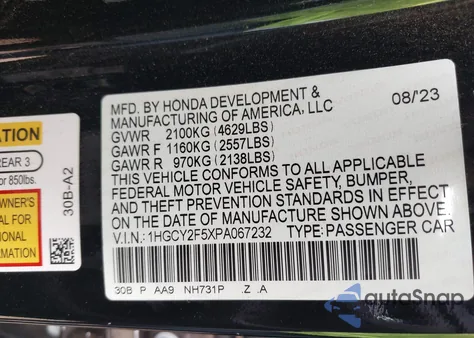 ATION
REAR 3
or 850lbs.
OWNER'S
AL FOR
IONAL
MATION
30B-A2
MFD. BY HONDA DEVELOPMENT &
MANUFACTURING OF AMERICA, LLC
08/'23
GVWR 2100KG (4629LBS)
GAWR F 1160KG (2557LBS)
GAWR R 970KG (2138LBS)
THIS VEHICLE CONFORMS TO ALL APPLICABLE
FEDERAL MOTOR VEHICLE SAFETY, BUMPER,
AND THEFT PREVENTION STANDARDS IN EFFECT
ON THE DATE OF MANUFACTURE SHOWN ABOVE.
V.I.N.: 1HGCY2F5XPA067232 TYPE: PASSENGER CAR
30B P AA9 NH731P .Z .A
autoSnap